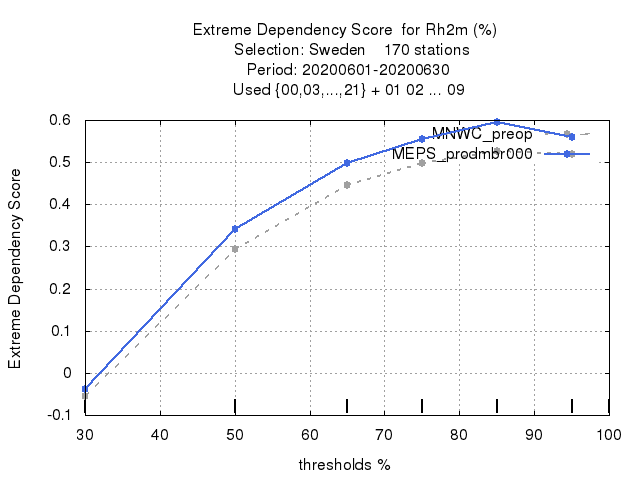 Extreme Dependency Score  for Rh2m (%)
Selection: Sweden    170 stations
Period: 20200601-20200630
Used {00,03,...,21} + 01 02 ... 09
0.6
0.5
0.4
0.3
0.2
0.1
0
-0.1
Extreme Dependency Score
MNWC_preop
MEPS_prodmbr000
30 40 50 60 70 80 90 100
thresholds %